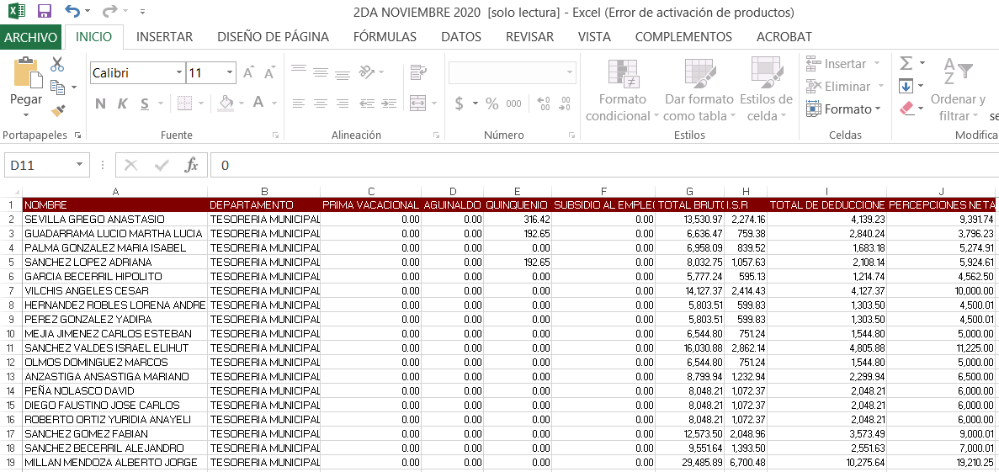 2DA NOVIEMBRE 2020 [solo lectura] - Excel (Error de activación de productos)
ARCHIVO INICIO INSERTAR DISEÑO DE PÁGINA FÓRMULAS DATOS REVISAR VISTA COMPLEMENTOS ACROBAT
Pegar
Calibri 11
N K S A
$ % 000
Formato condicional
Dar formato como tabla
Estilos de celda
Insertar
Eliminar
Formato
Σ
Ordenar y filtrar
Portapapeles Fuente Alineación Número Estilos Celdas Modifica
D11 fx 0
A B C D E F G H I J
1 NOMBRE DEPARTAMENTO PRIMA VACACIONAL AGUINALDO QUINQUENIO SUBSIDIO AL EMPLE TOTAL BRUTO I.S.R TOTAL DE DEDUCCIONE PERCEPCIONES NETA
2 SEVILLA GREGO ANASTASIO TESORERIA MUNICIPAL 0.00 0.00 316.42 0.00 13,530.97 2,274.16 4,139.23 9,391.74
3 GUADARRAMA LUCIO MARTHA LUCIA TESORERIA MUNICIPAL 0.00 0.00 192.65 0.00 6,636.47 759.38 2,840.24 3,796.23
4 PALMA GONZALEZ MARIA ISABEL TESORERIA MUNICIPAL 0.00 0.00 0.00 0.00 6,958.09 839.52 1,683.18 5,274.91
5 SANCHEZ LOPEZ ADRIANA TESORERIA MUNICIPAL 0.00 0.00 192.65 0.00 8,032.75 1,057.63 2,108.14 5,924.61
6 GARCIA BECERRIL HIPOLITO TESORERIA MUNICIPAL 0.00 0.00 0.00 0.00 5,777.24 595.13 1,214.74 4,562.50
7 VILCHIS ANGELES CESAR TESORERIA MUNICIPAL 0.00 0.00 0.00 0.00 14,127.37 2,414.43 4,127.37 10,000.00
8 HERNANDEZ ROBLES LORENA ANDRE TESORERIA MUNICIPAL 0.00 0.00 0.00 0.00 5,803.51 599.83 1,303.50 4,500.01
9 PEREZ GONZALEZ YADIRA TESORERIA MUNICIPAL 0.00 0.00 0.00 0.00 5,803.51 599.83 1,303.50 4,500.01
10 MEJIA JIMENEZ CARLOS ESTEBAN TESORERIA MUNICIPAL 0.00 0.00 0.00 0.00 6,544.80 751.24 1,544.80 5,000.00
11 SANCHEZ VALDES ISRAEL ELIHUT TESORERIA MUNICIPAL 0.00 0.00 0.00 0.00 16,030.88 2,862.14 4,805.88 11,225.00
12 OLMOS DOMINGUEZ MARCOS TESORERIA MUNICIPAL 0.00 0.00 0.00 0.00 6,544.80 751.24 1,544.80 5,000.00
13 ANZASTIGA ANSASTIGA MARIANO TESORERIA MUNICIPAL 0.00 0.00 0.00 0.00 8,799.94 1,232.94 2,299.94 6,500.00
14 PEÑA NOLASCO DAVID TESORERIA MUNICIPAL 0.00 0.00 0.00 0.00 8,048.21 1,072.37 2,048.21 6,000.00
15 DIEGO FAUSTINO JOSE CARLOS TESORERIA MUNICIPAL 0.00 0.00 0.00 0.00 8,048.21 1,072.37 2,048.21 6,000.00
16 ROBERTO ORTIZ YURIDIA ANAYELI TESORERIA MUNICIPAL 0.00 0.00 0.00 0.00 8,048.21 1,072.37 2,048.21 6,000.00
17 SANCHEZ GOMEZ FABIAN TESORERIA MUNICIPAL 0.00 0.00 0.00 0.00 12,573.50 2,048.96 3,573.49 9,000.01
18 SANCHEZ BECERRIL ALEJANDRO TESORERIA MUNICIPAL 0.00 0.00 0.00 0.00 9,551.64 1,393.50 2,551.63 7,000.01
19 MILLAN MENDOZA ALBERTO JORGE TESORERIA MUNICIPAL 0.00 0.00 0.00 0.00 29,485.89 6,700.48 10,275.64 19,210.25